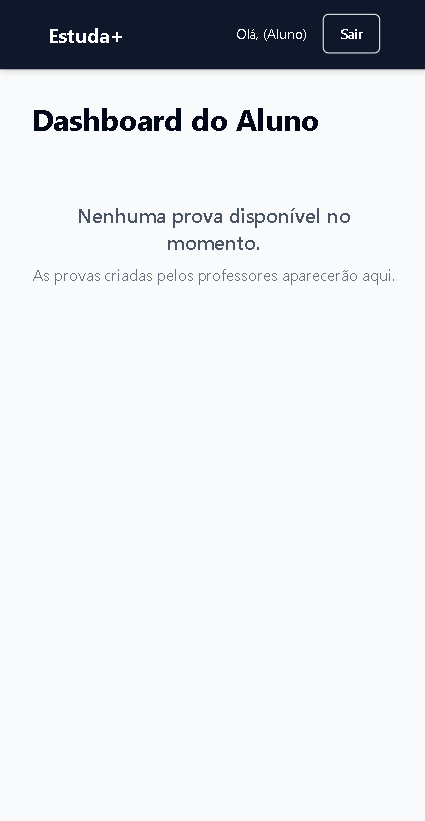 Estuda+
Olá, (Aluno)
Sair
Dashboard do Aluno
Nenhuma prova disponível no
momento.
As provas criadas pelos professores aparecerão aqui.